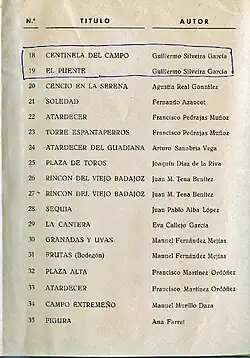 N.º TITULO AUTOR
18 CENTINELA DEL CAMPO Guillermo Silveira García
19 EL PUENTE Guillermo Silveira García
20 CENCIO EN LA SERENA Agustín Real González
21 SOLEDAD Fernando Azancot
22 ATARDECER Francisco Pedrajas Muñoz
23 TORRE ESPANTAPERROS Francisco Pedrajas Muñoz
24 ATARDECER DEL GUADIANA Arturo Sanabria Vega
25 PLAZA DE TOROS Joaquín Díaz de la Riva
26 RINCON DEL VIEJO BADAJOZ Juan M. Tena Benítez
27 RINCON DEL VIEJO BADAJOZ Juan M. Tena Benítez
28 SEQUIA Juan Pablo Alba López
29 LA CANTERA Eva Callejo García
30 GRANADAS Y UVAS Manuel Fernández Mejías
31 FRUTAS (Bodegón) Manuel Fernández Mejías
32 PLAZA ALTA Francisco Martínez Ordóñez
33 ATARDECER Francisco Martínez Ordóñez
34 CAMPO EXTREMEÑO Manuel Murillo Daza
35 FIGURA Ana Ferret